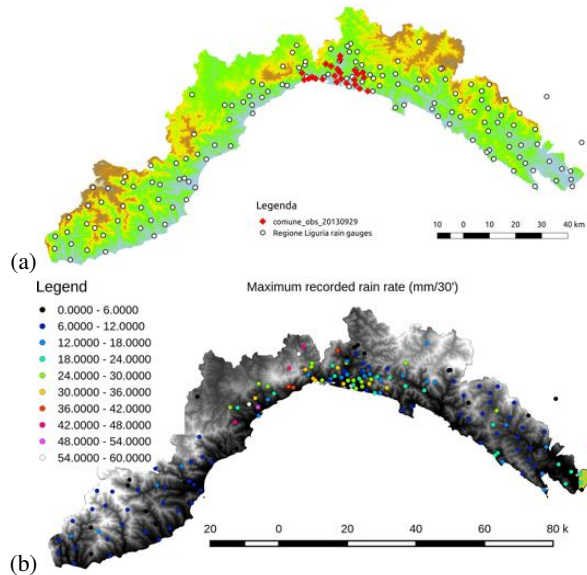 Legenda
comune_obs_20130929
Regione Liguria rain gauges
10 0 10 20 30 40 km
(a)
Legend
Maximum recorded rain rate (mm/30')
0.0000 - 6.0000
6.0000 - 12.0000
12.0000 - 18.0000
18.0000 - 24.0000
24.0000 - 30.0000
30.0000 - 36.0000
36.0000 - 42.0000
42.0000 - 48.0000
48.0000 - 54.0000
54.0000 - 60.0000
20 0 20 40 60 80 k
(b)